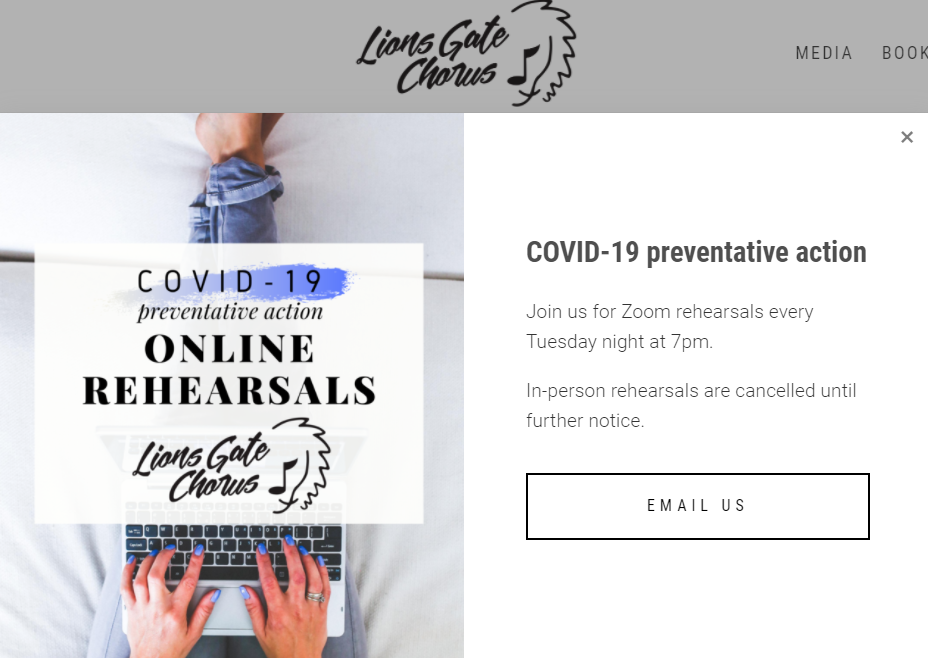 Lions Gate
Chorus
MEDIA BOOK
COVID-19
preventative action
ONLINE
REHEARSALS
Lions Gate
Chorus
COVID-19 preventative action
Join us for Zoom rehearsals every
Tuesday night at 7pm.
In-person rehearsals are cancelled until
further notice.
EMAIL US